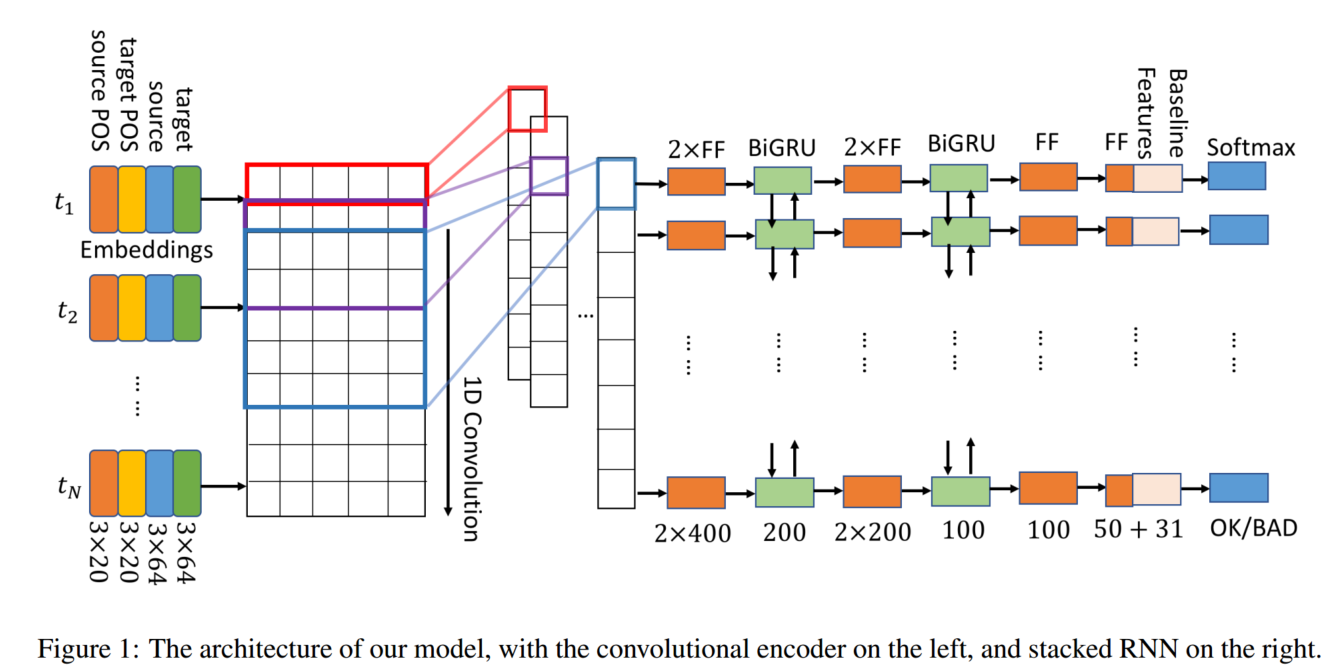 source POS
target POS
source
target
t₁
Embeddings
t₂
... ...
t_N
3×20
3×20
3×64
3×64
1D Convolution
...
2×FF
BiGRU
2×FF
BiGRU
FF
FF
Baseline
Features
Softmax
2×400
200
2×200
100
100
50 + 31
OK/BAD
Figure 1: The architecture of our model, with the convolutional encoder on the left, and stacked RNN on the right.